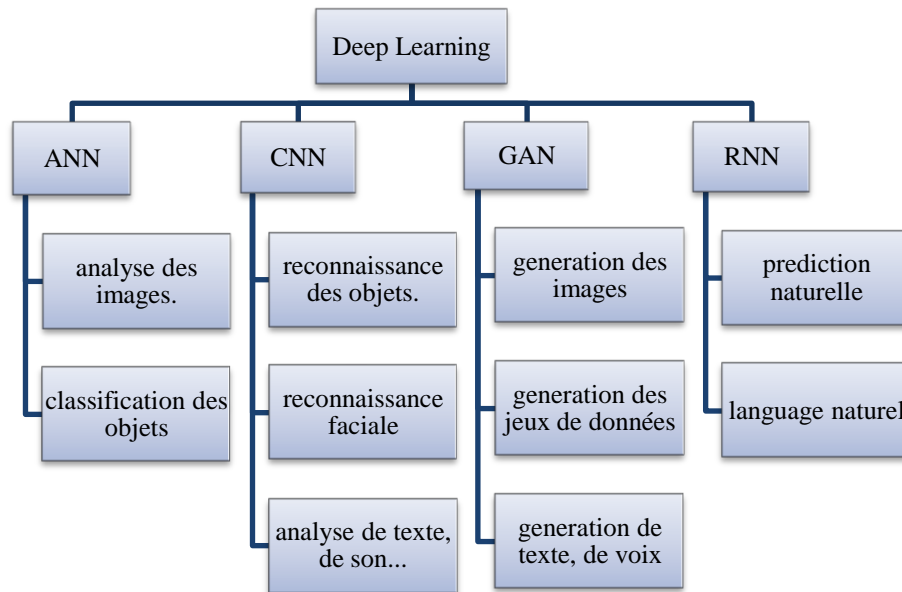 Deep Learning
ANN
CNN
GAN
RNN
analyse des
images.
classification des
objets
reconnaissance
des objets.
reconnaissance
faciale
analyse de texte,
de son...
generation des
images
generation des
jeux de données
generation de
texte, de voix
prediction
naturelle
language naturel